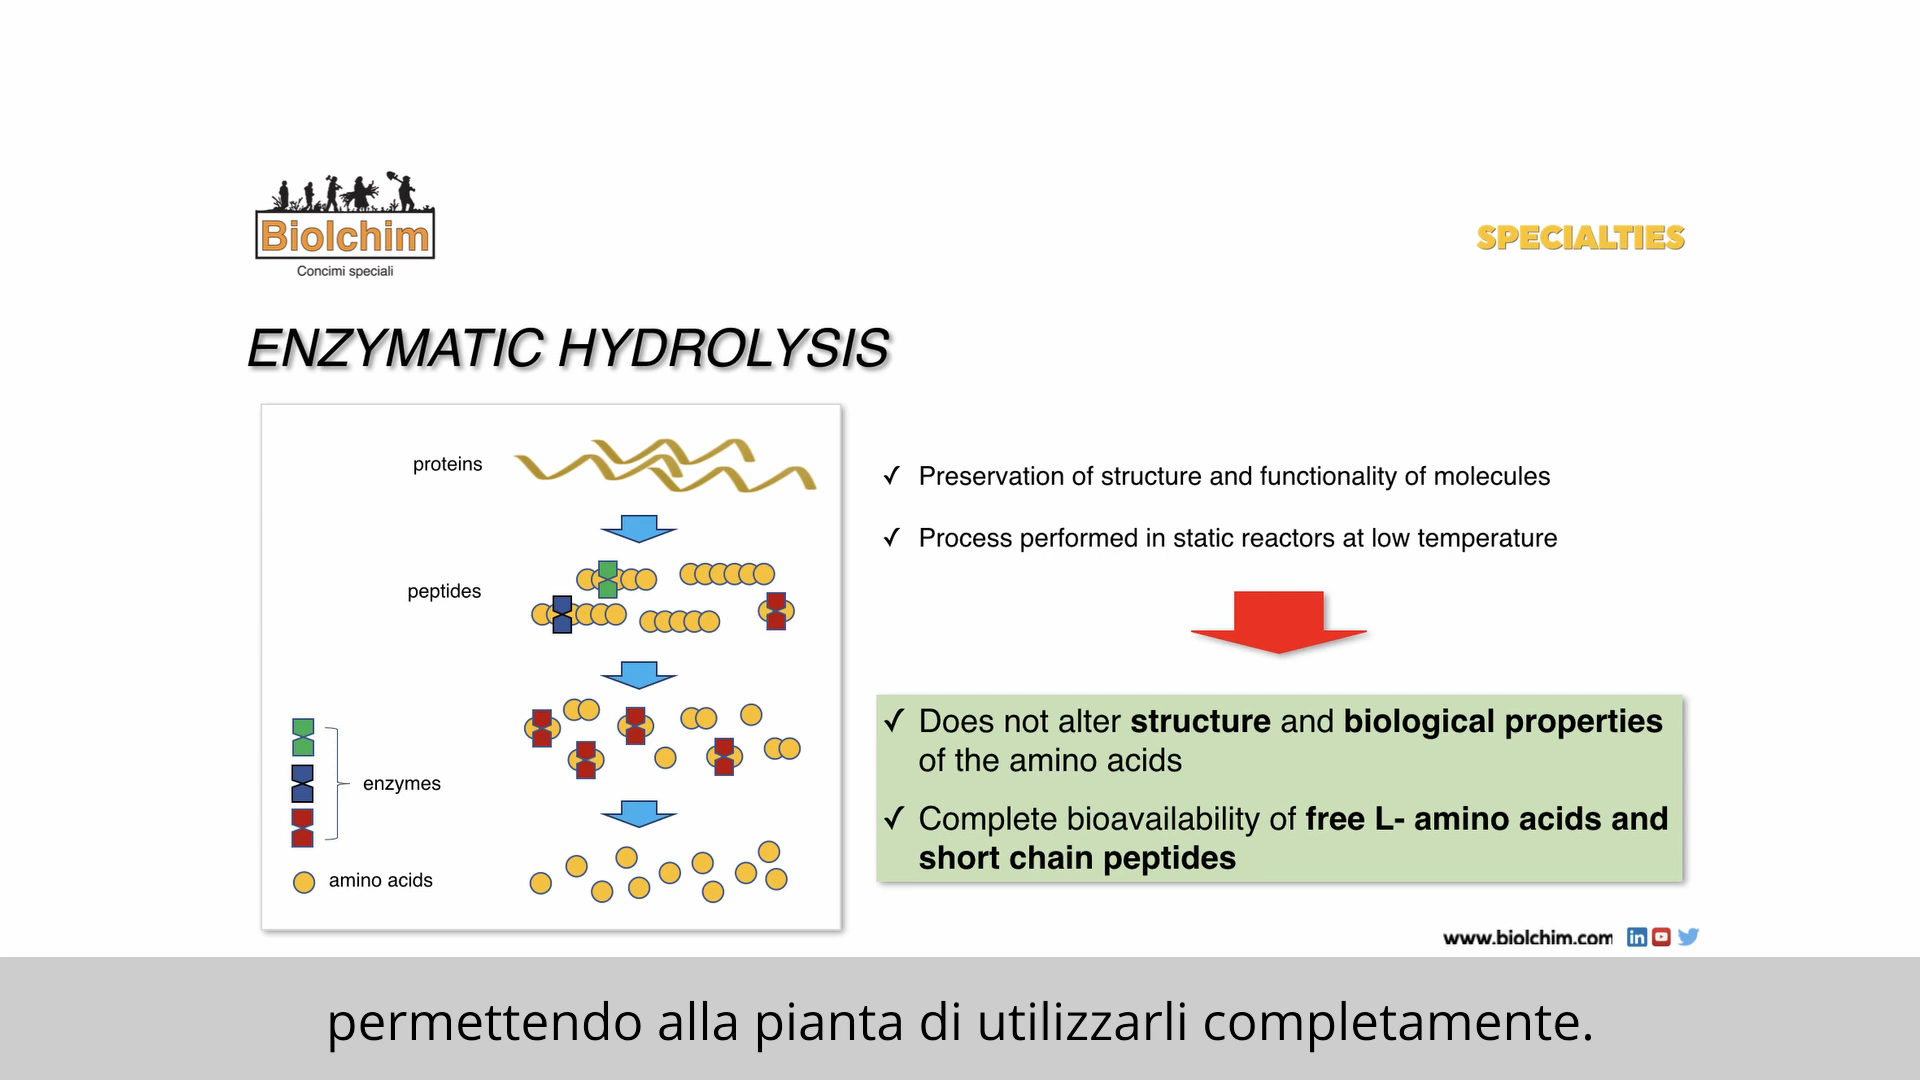 Biolchim
Concimi speciali
SPECIALTIES
ENZYMATIC HYDROLYSIS
proteins
peptides
enzymes
amino acids
✓ Preservation of structure and functionality of molecules
✓ Process performed in static reactors at low temperature
✓ Does not alter structure and biological properties
of the amino acids
✓ Complete bioavailability of free L- amino acids and
short chain peptides
www.biolchim.com
in
permettendo alla pianta di utilizzarli completamente.